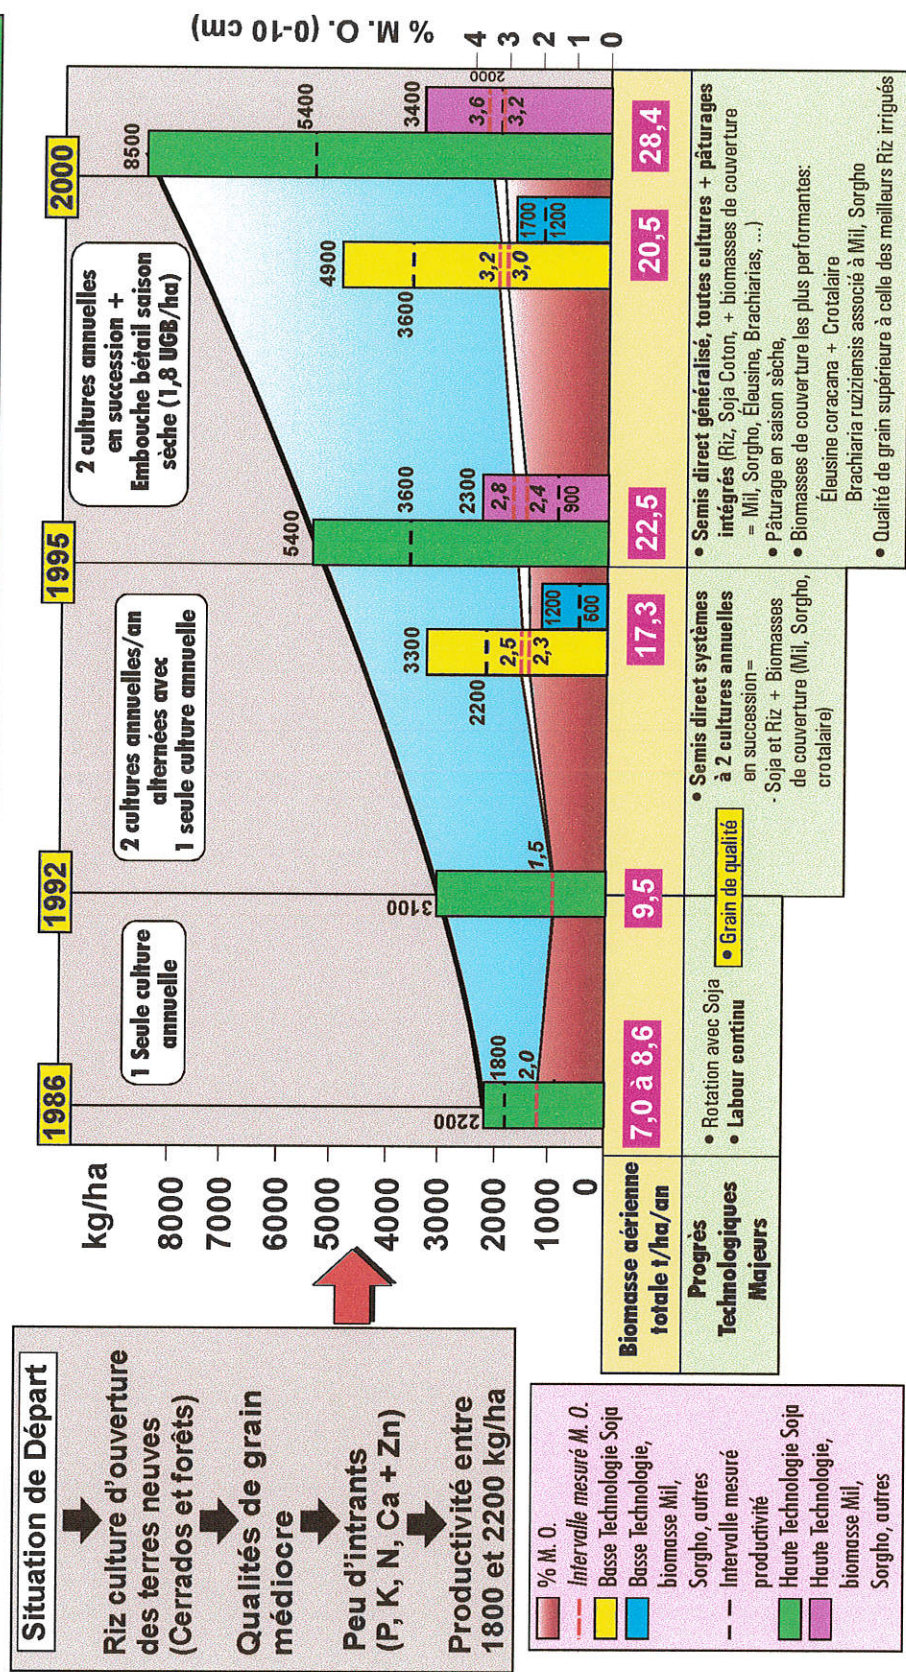 Situation de Départ
Riz culture d'ouverture
des terres neuves
(Cerrados et forêts)
Qualités de grain
médiocre
Peu d'intrants
(P, K, N, Ca + Zn)
Productivité entre
1800 et 2200 kg/ha
kg/ha
8000
7000
6000
5000
4000
3000
2000
1000
0
1986
1992
1995
2000
1 Seule culture
annuelle
2 cultures annuelles/an
alternées avec
1 seule culture annuelle
2 cultures annuelles
en succession +
Embouche bétail saison
sèche (1,8 UGB/ha)
2200
1800
2,0
3100
1,5
3300
2200
2,5
2,3
1200
600
5400
3600
2300
2,8
2,4
900
4900
3600
3,2
3,0
1700
1200
8500
5400
3400
3,6
3,2
2000
% M. O. (0-10 cm)
4
3
2
1
0
Biomasse aérienne
totale t/ha/an
7,0 à 8,6
9,5
17,3
22,5
20,5
28,4
Progrès
Technologiques
Majeurs
• Rotation avec Soja
• Labour continu
• Grain de qualité
• Semis direct systèmes
à 2 cultures annuelles
en succession =
- Soja et Riz + Biomasses
de couverture (Mil, Sorgho,
crotalaire)
• Semis direct généralisé, toutes cultures + pâturages
intégrés (Riz, Soja Coton, + biomasses de couverture
= Mil, Sorgho, Éleusine, Brachiarias, ...)
• Pâturage en saison sèche,
• Biomasses de couverture les plus performantes:
Éleusine coracana + Crotalaire
Brachiaria ruziziensis associé à Mil, Sorgho
• Qualité de grain supérieure à celle des meilleurs Riz irrigués
% M. O.
Intervalle mesuré M. O.
Basse Technologie Soja
Basse Technologie,
biomasse Mil,
Sorgho, autres
Intervalle mesuré
productivité
Haute Technologie Soja
Haute Technologie,
biomasse Mil,
Sorgho, autres